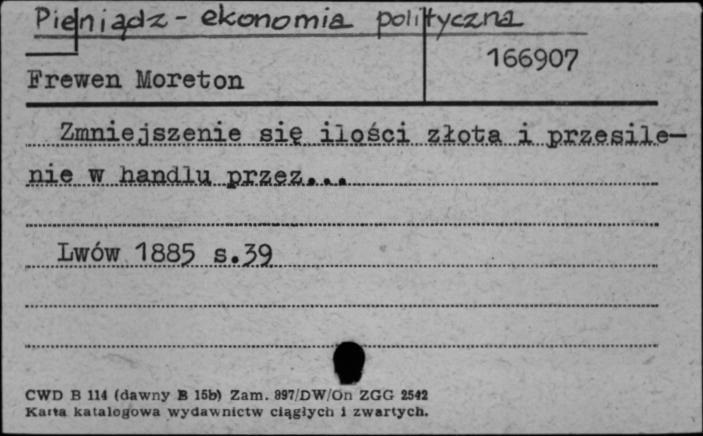 Pieniądz - ekonomia polityczna
166907
Frewen Moreton
Zmniejszenie się ilości złota i przesile-
nie w handlu przez...
Lwów 1885 s.39
CWD B 114 (dawny B 15b) Zam. 897/DW/On ZGG 2542
Karta katalogowa wydawnictw ciągłych i zwartych.